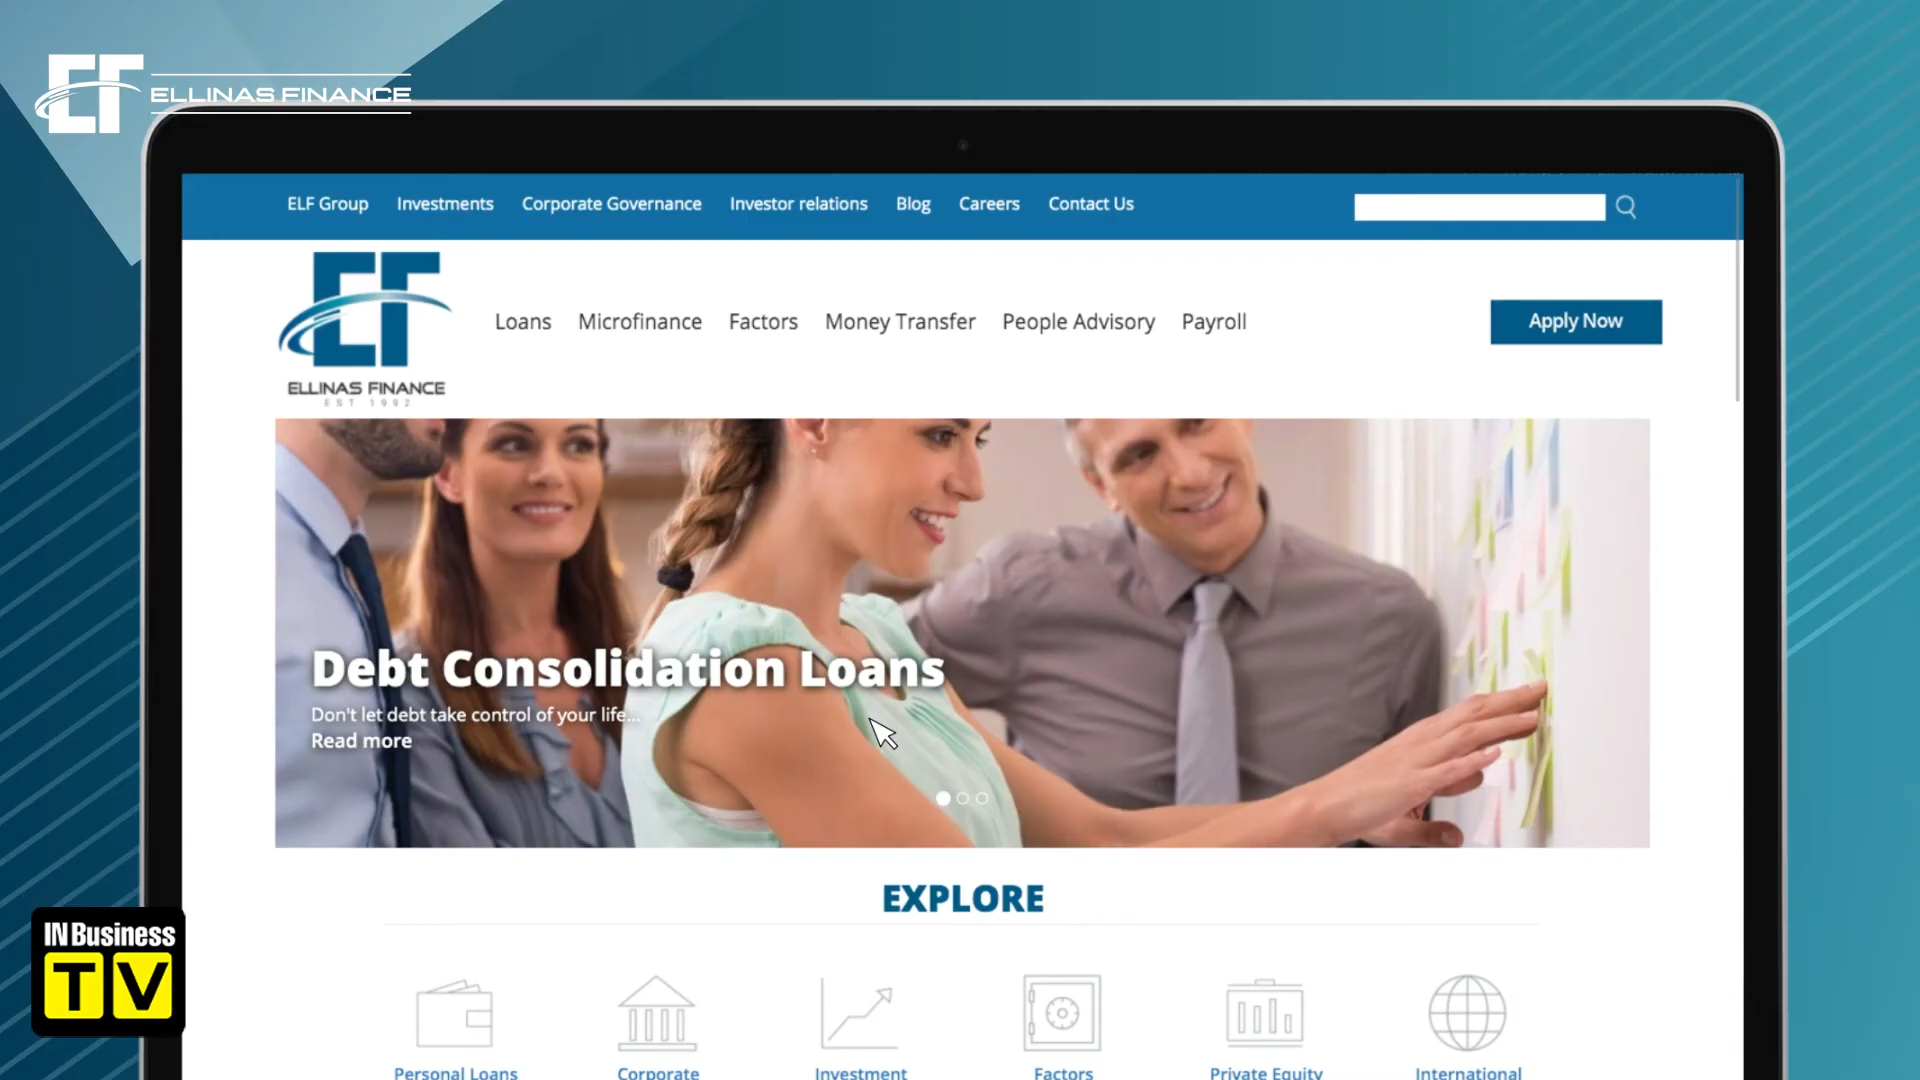 EF ELLINAS FINANCE
ELF Group Investments Corporate Governance Investor relations Blog Careers Contact Us
EF
ELLINAS FINANCE
EST 1992
Loans Microfinance Factors Money Transfer People Advisory Payroll
Apply Now
Debt Consolidation Loans
Don't let debt take control of your life...
Read more
EXPLORE
IN Business
TV
Personal Loans Corporate Investment Factors Private Equity International